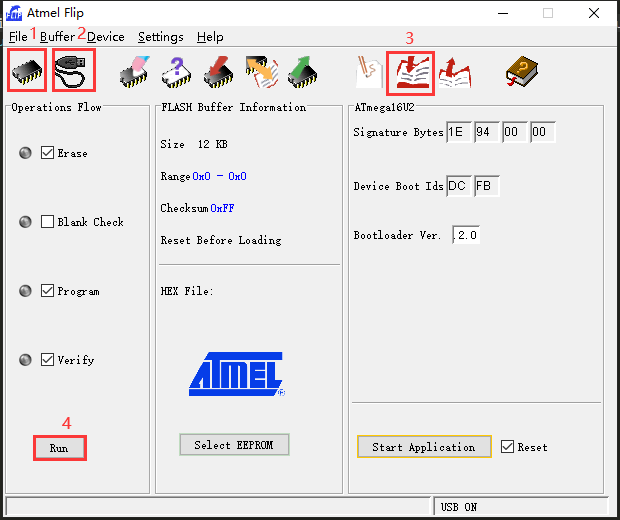 Atmel Flip
File 1 Buffer 2 Device Settings Help
3
Operations Flow
Erase
Blank Check
Program
Verify
4
Run
FLASH Buffer Information
Size 12 KB
Range 0x0 - 0x0
Checksum 0xFF
Reset Before Loading
HEX File:
ATMEL®
Select EEPROM
ATmega16U2
Signature Bytes 1E 94 00 00
Device Boot Ids DC FB
Bootloader Ver. .2.0
Start Application Reset
USB ON